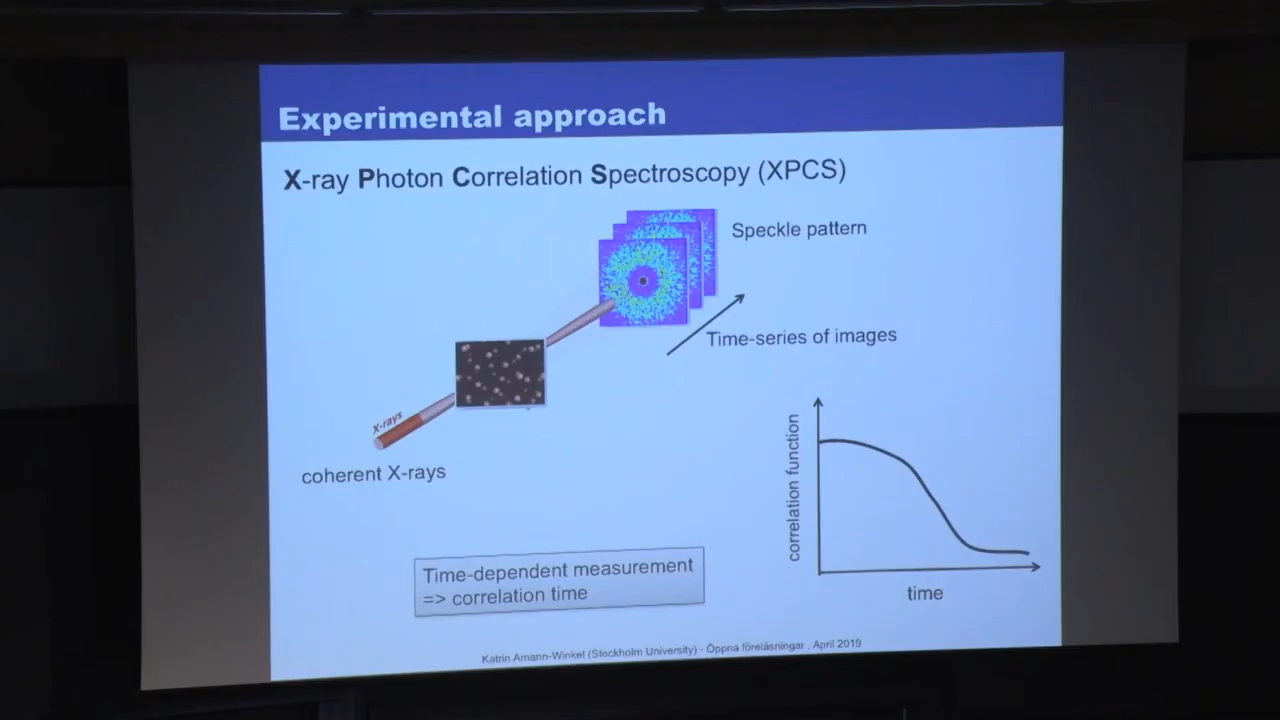 Experimental approach
X-ray Photon Correlation Spectroscopy (XPCS)
Speckle pattern
Time-series of images
X-rays
coherent X-rays
correlation function
time
Time-dependent measurement
=> correlation time
Katrin Amann-Winkel (Stockholm University) - Öppna föreläsningar , April 2019